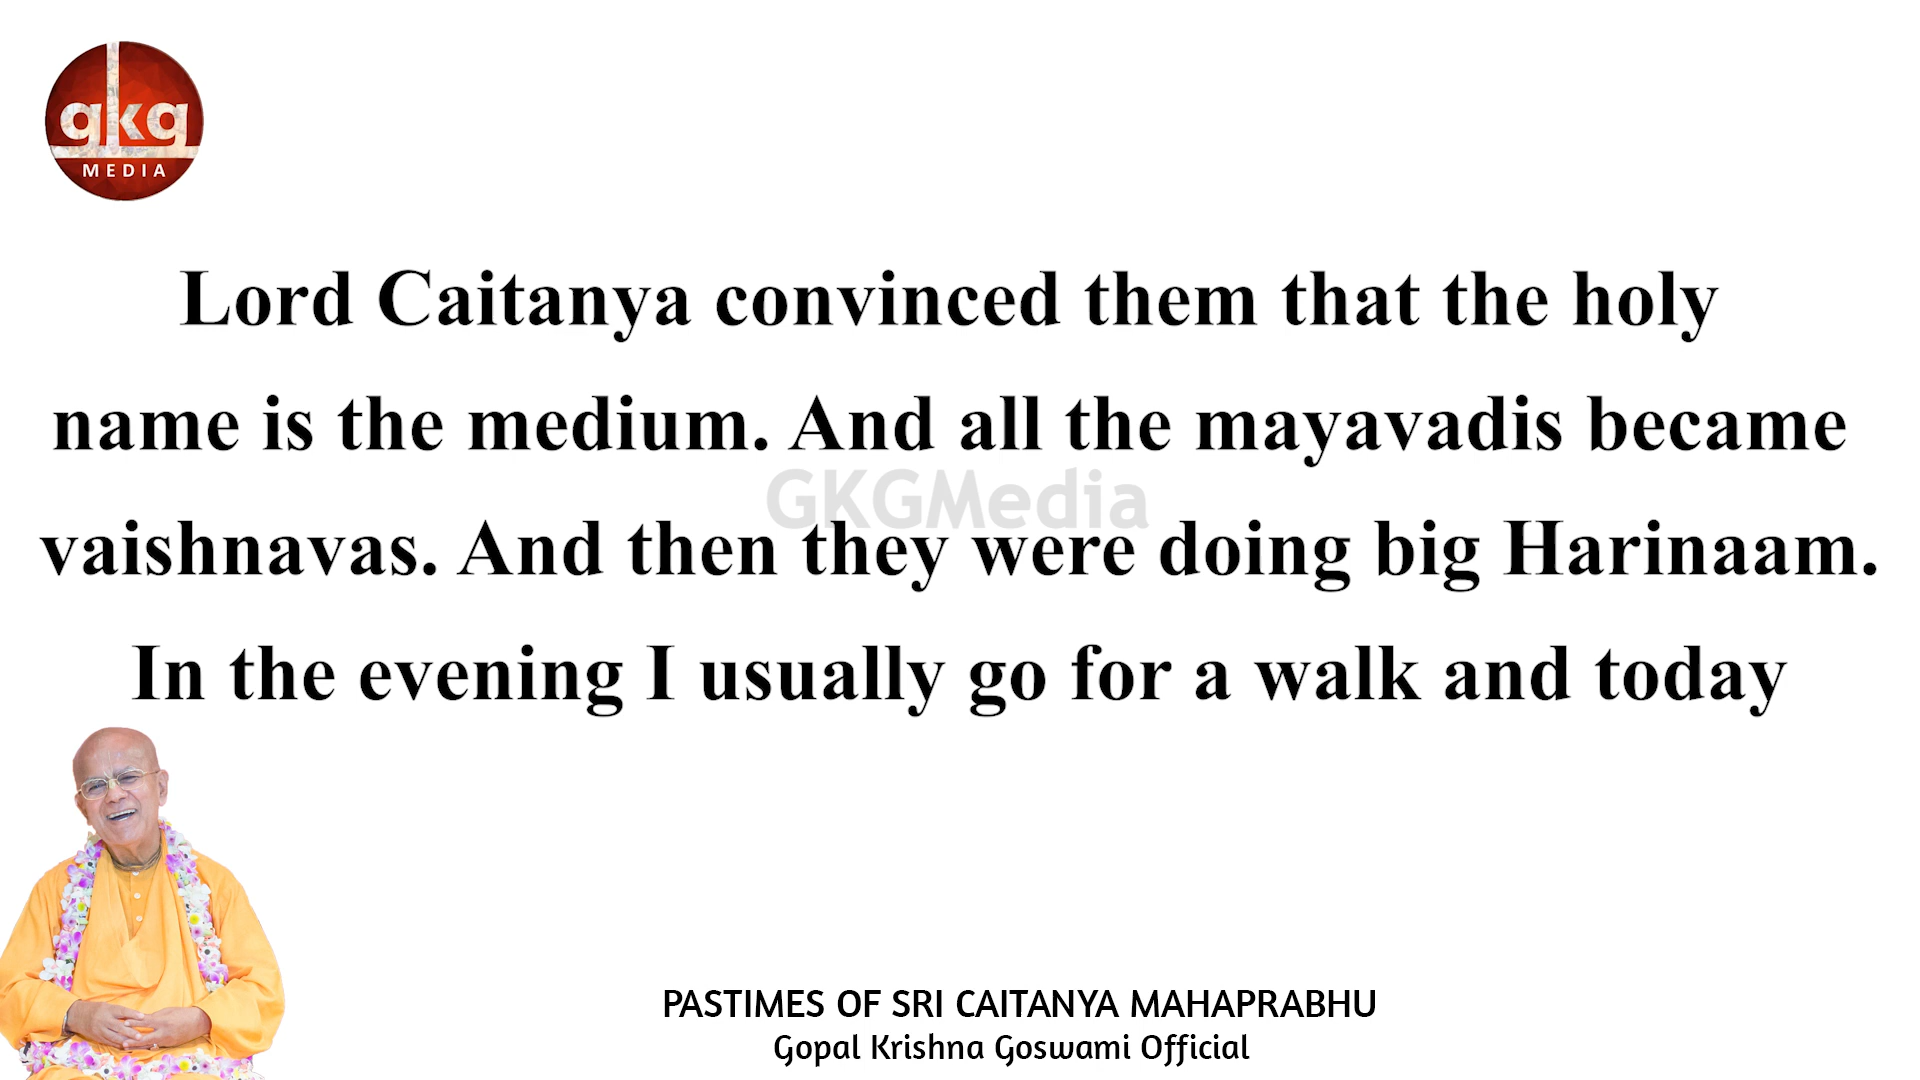 gkg
MEDIA
Lord Caitanya convinced them that the holy
name is the medium. And all the mayavadis became
GKGMedia
vaishnavas. And then they were doing big Harinaam.
In the evening I usually go for a walk and today
PASTIMES OF SRI CAITANYA MAHAPRABHU
Gopal Krishna Goswami Official